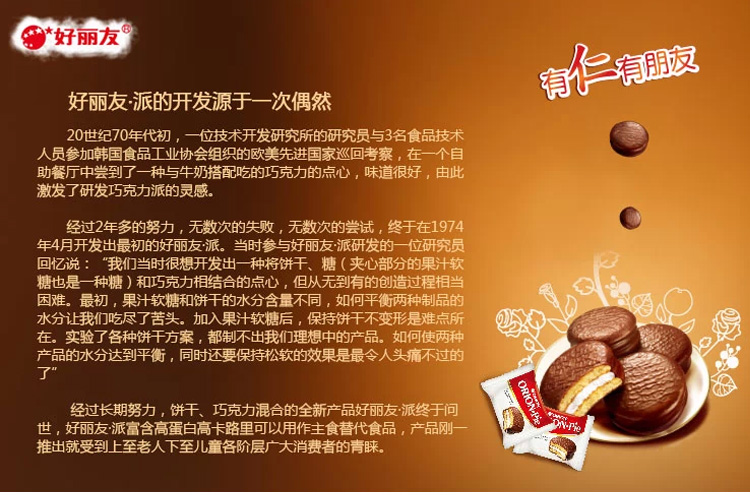 好丽友®
有仁有朋友
好丽友·派的开发源于一次偶然
20世纪70年代初，一位技术开发研究所的研究员与3名食品技术
人员参加韩国食品工业协会组织的欧美先进国家巡回考察，在一个自
助餐厅中尝到了一种与牛奶搭配吃的巧克力的点心，味道很好，由此
激发了研发巧克力派的灵感。
经过2年多的努力，无数次的失败，无数次的尝试，终于在1974
年4月开发出最初的好丽友·派。当时参与好丽友·派研发的一位研究员
回忆说：“我们当时很想开发出一种将饼干、糖（夹心部分的果汁软
糖也是一种糖）和巧克力相结合的点心，但从无到有的创造过程相当
困难。最初，果汁软糖和饼干的水分含量不同，如何平衡两种制品的
水分让我们吃尽了苦头。加入果汁软糖后，保持饼干不变形是难点所
在。实验了各种饼干方案，都制不出我们理想中的产品。如何使两种
产品的水分达到平衡，同时还要保持松软的效果是最令人头痛不过的
了”
经过长期努力，饼干、巧克力混合的全新产品好丽友·派终于问
世，好丽友·派富含高蛋白高卡路里可以用作主食替代食品，产品刚一
推出就受到上至老人下至儿童各阶层广大消费者的青睐。
ORION-Pie
ON-Pie